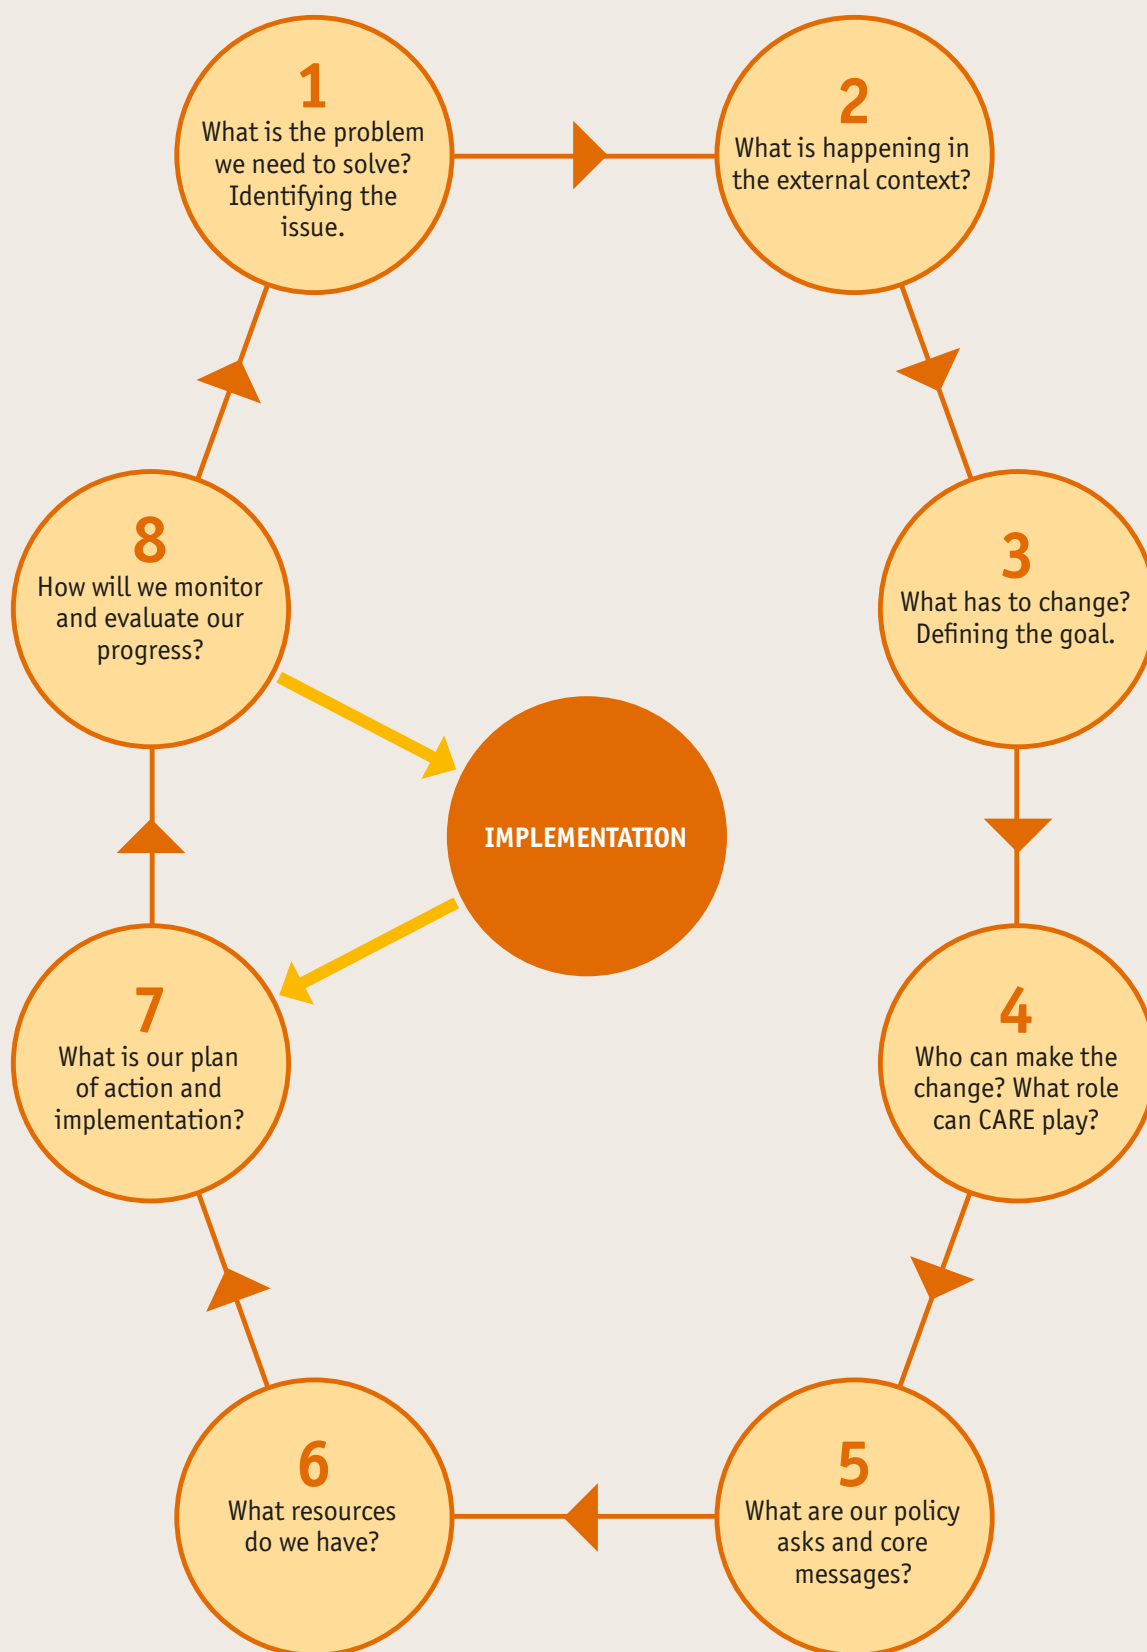 1
What is the problem
we need to solve?
Identifying the
issue.
2
What is happening in
the external context?
3
What has to change?
Defining the goal.
4
Who can make the
change? What role
can CARE play?
5
What are our policy
asks and core
messages?
6
What resources
do we have?
7
What is our plan
of action and
implementation?
8
How will we monitor
and evaluate our
progress?
IMPLEMENTATION